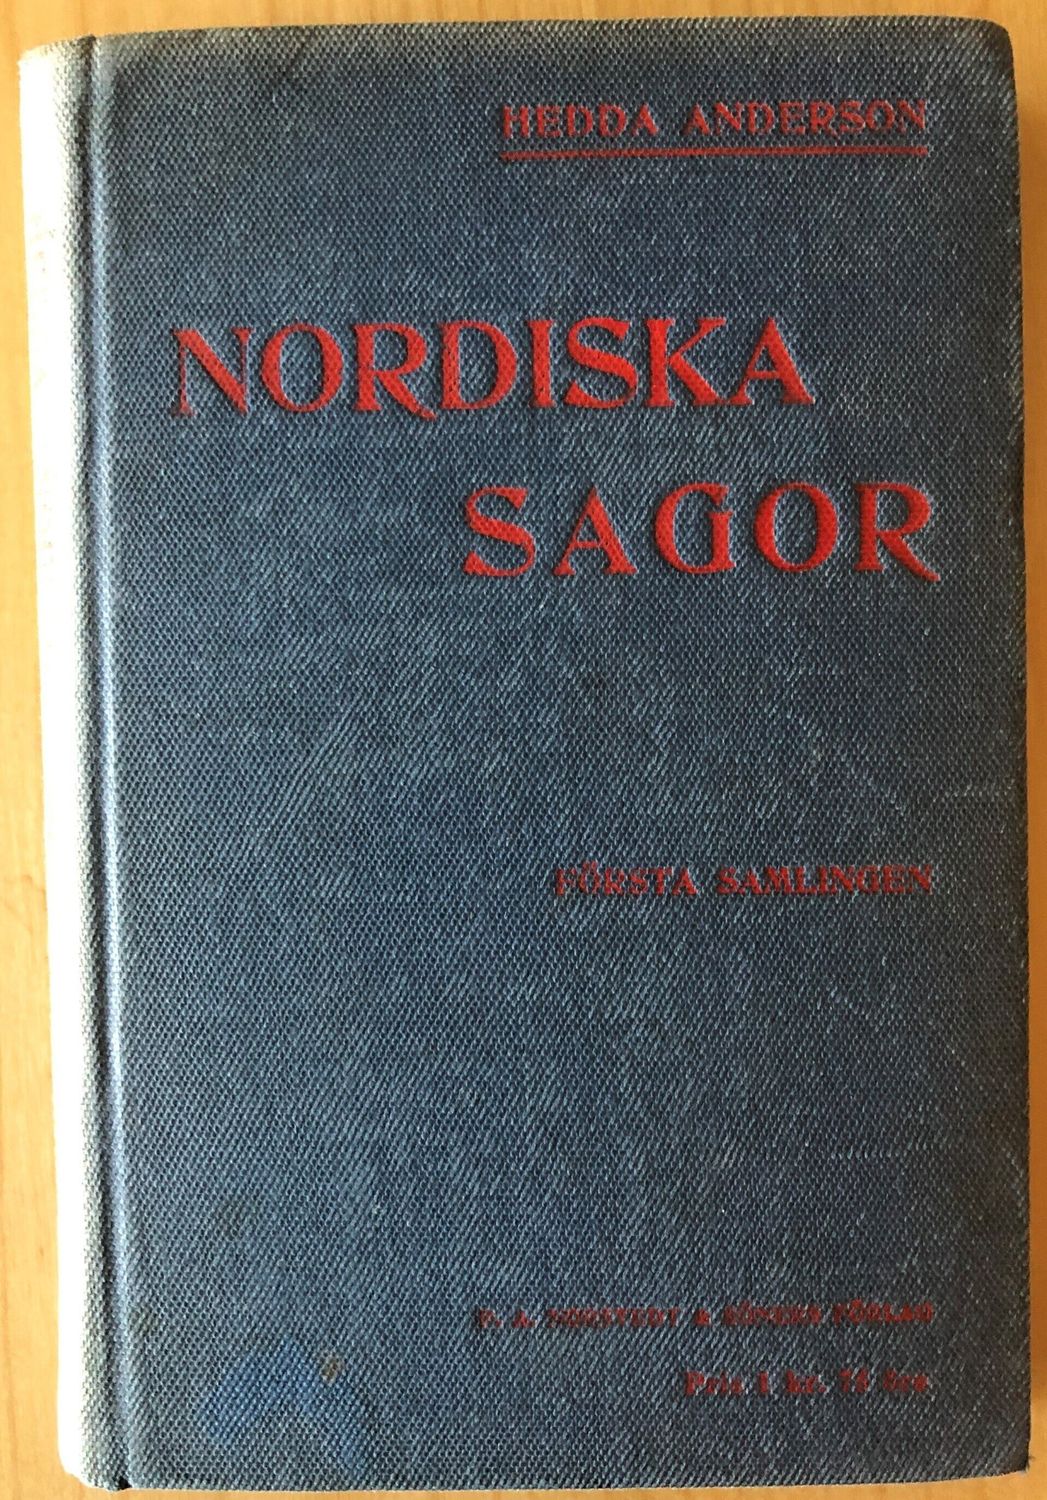 HEDDA ANDERSON
NORDISKA
SAGOR
FÖRSTA SAMLINGEN
P. A. NORSTEDT & SÖNERS FÖRLAG
Pris 1 kr. 75 öre